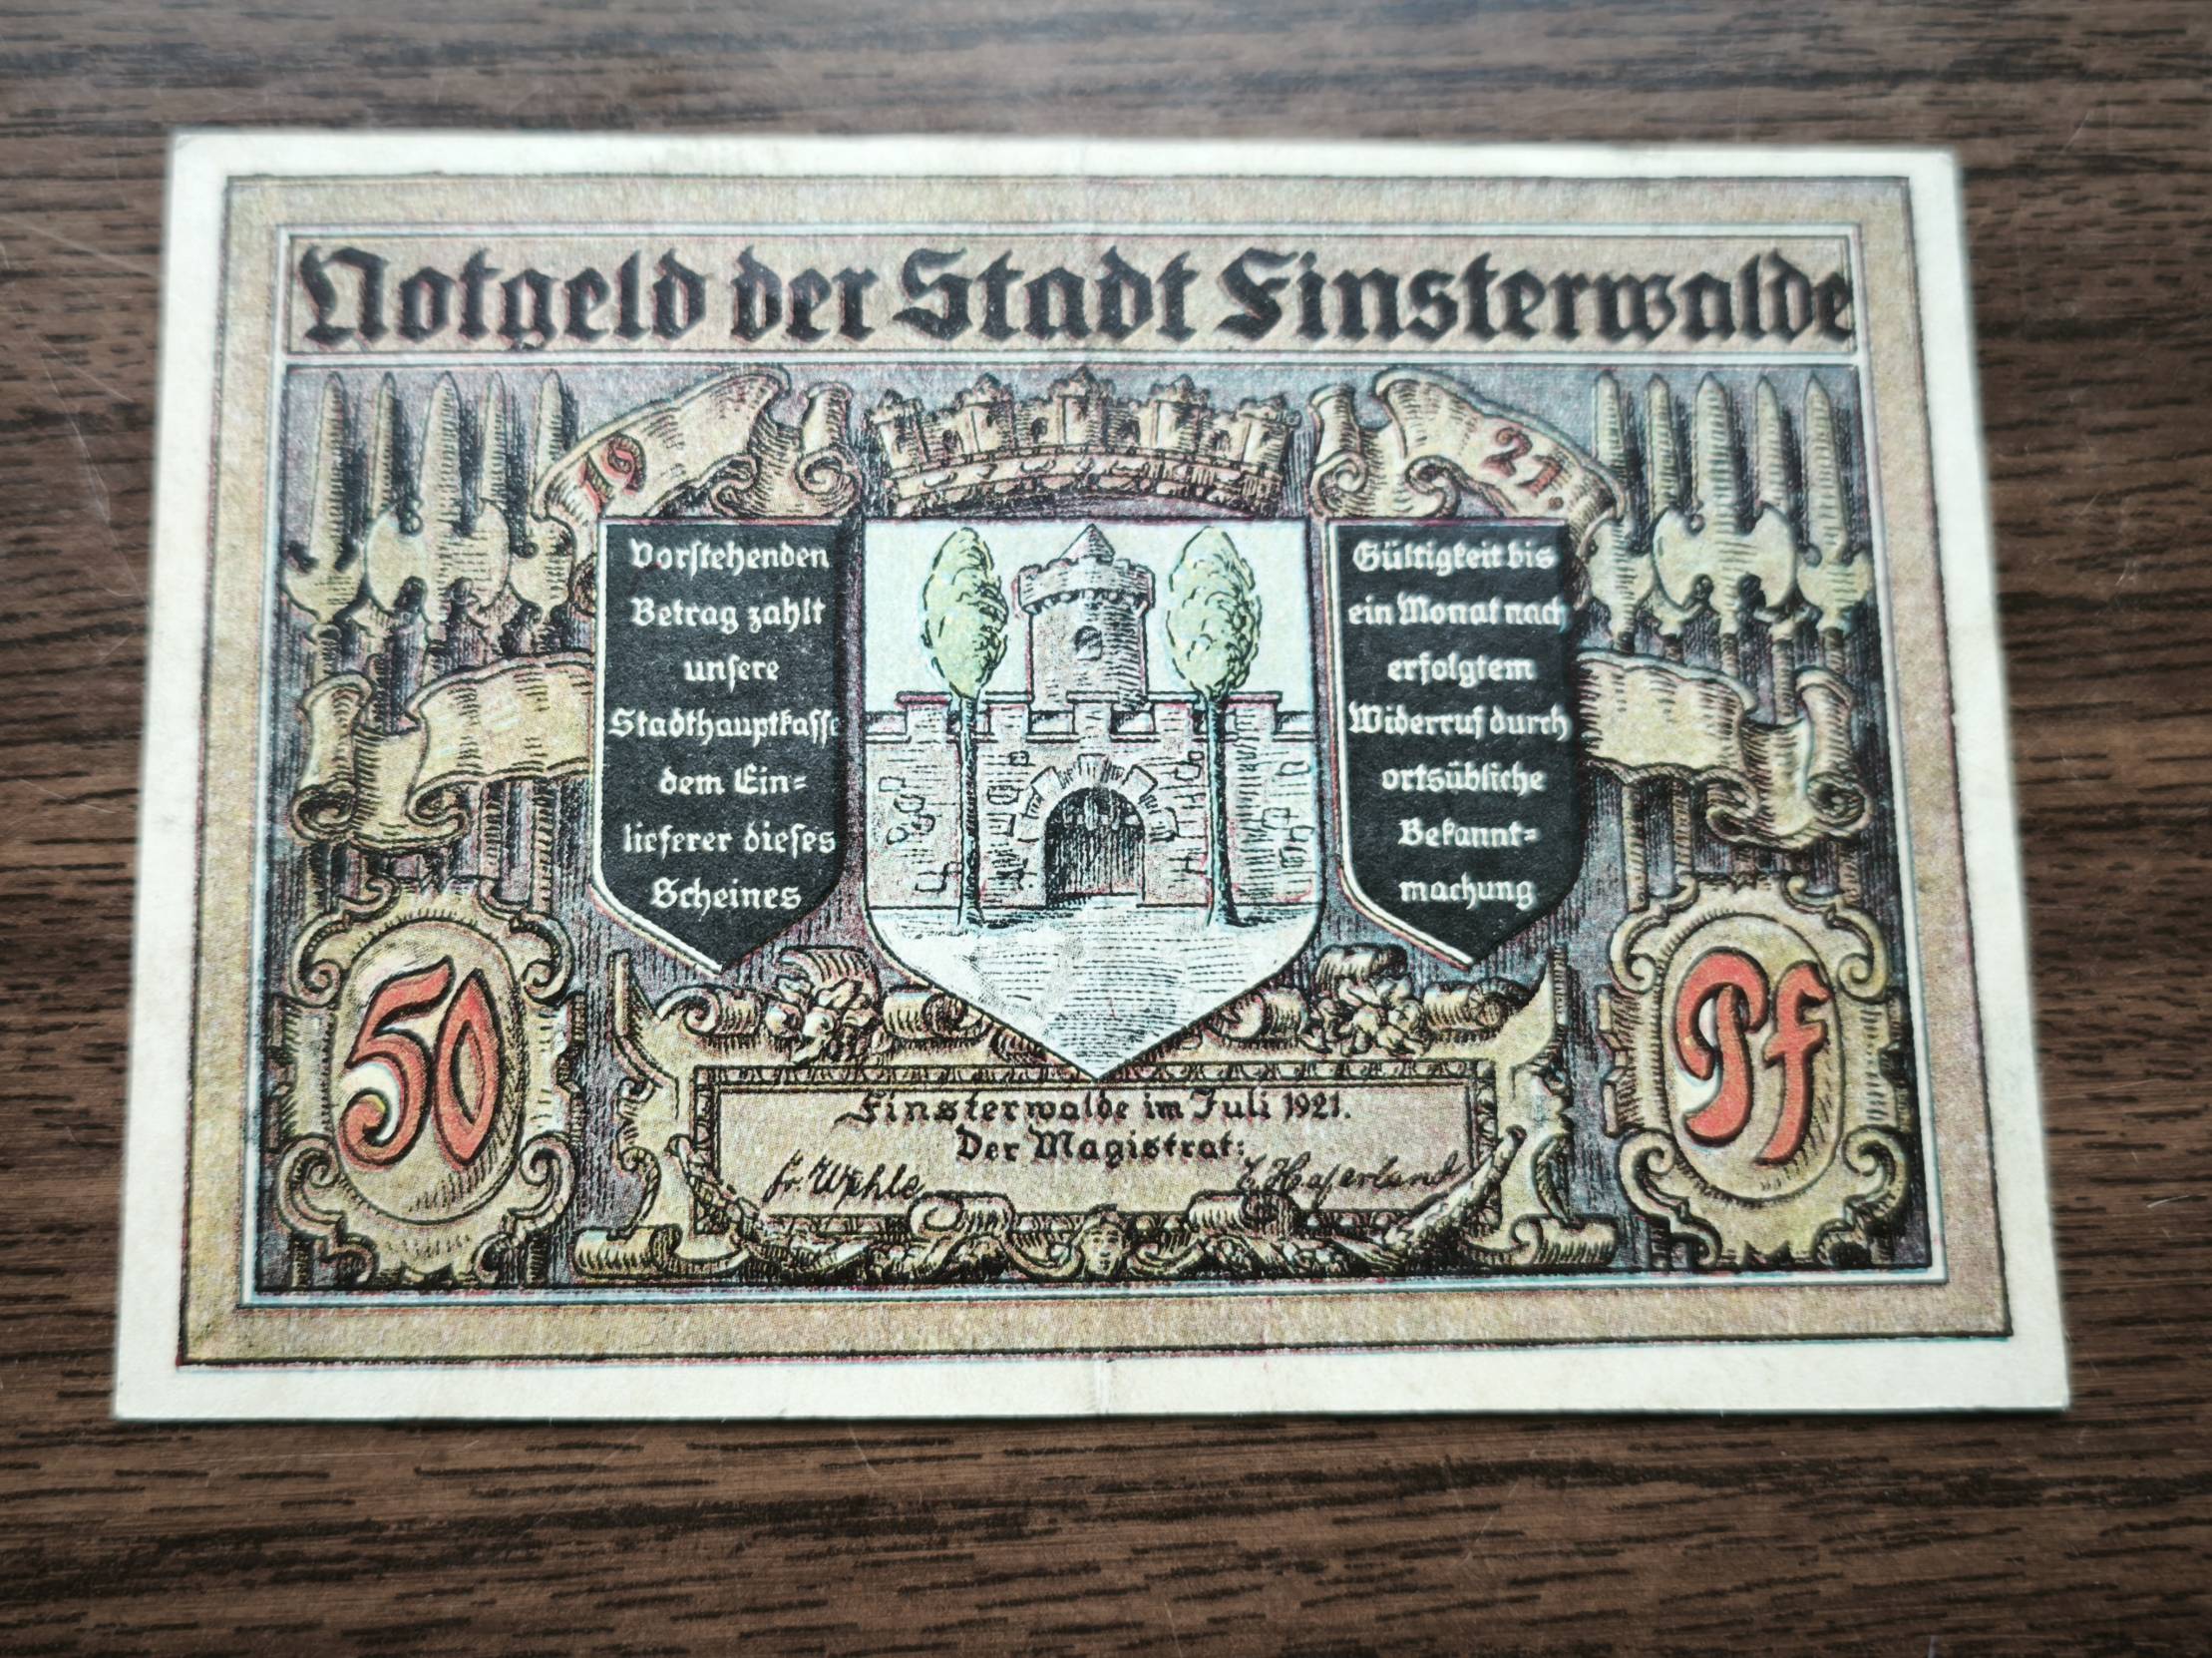 Notgeld der Stadt Finsterwalde
19 21.
Vorstehenden
Betrag zahlt
unsere
Stadthauptkasse
dem Ein=
lieferer dieses
Scheines
Gültigkeit bis
ein Monat nach
erfolgtem
Widerruf durch
ortsübliche
Bekannt=
machung
50
Pf
Finsterwalde im Juli 1921.
Der Magistrat:
Haferland